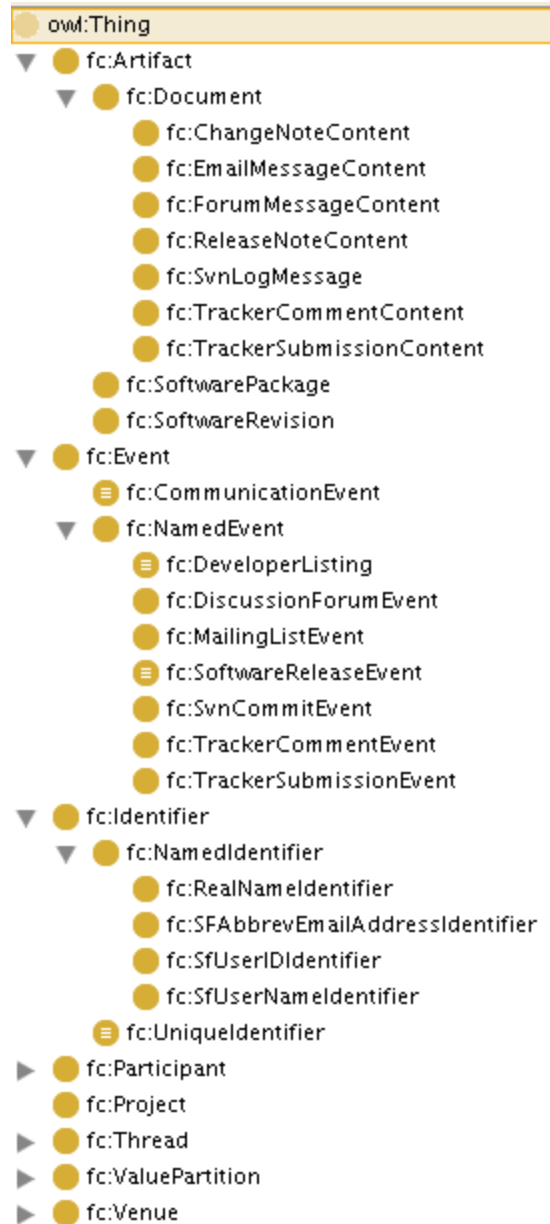 owl:Thing
fc:Artifact
fc:Document
fc:ChangeNoteContent
fc:EmailMessageContent
fc:ForumMessageContent
fc:ReleaseNoteContent
fc:SvnLogMessage
fc:TrackerCommentContent
fc:TrackerSubmissionContent
fc:SoftwarePackage
fc:SoftwareRevision
fc:Event
fc:CommunicationEvent
fc:NamedEvent
fc:DeveloperListing
fc:DiscussionForumEvent
fc:MailingListEvent
fc:SoftwareReleaseEvent
fc:SvnCommitEvent
fc:TrackerCommentEvent
fc:TrackerSubmissionEvent
fc:Identifier
fc:NamedIdentifier
fc:RealNameIdentifier
fc:SFAbbrevEmailAddressIdentifier
fc:SfUserIDIdentifier
fc:SfUserNameIdentifier
fc:UniqueIdentifier
fc:Participant
fc:Project
fc:Thread
fc:ValuePartition
fc:Venue